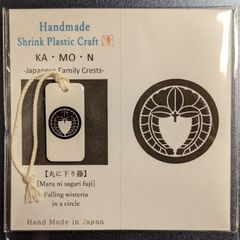 Handmade
Shrink Plastic Craft
KA・MO・N
-Japanese Family Crests-
【丸に下り藤】
[Maru ni sagari fuji]
Falling wisteria
in a circle
Hand Made in Japan